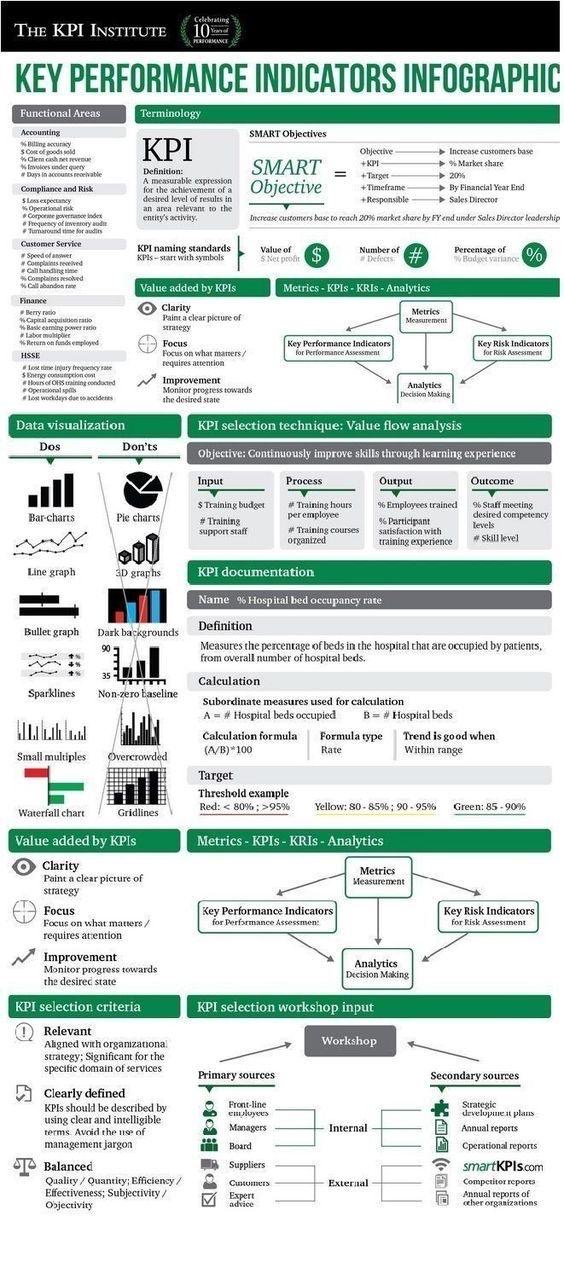 THE KPI INSTITUTE
Celebrating
10 Years of
PERFORMANCE
KEY PERFORMANCE INDICATORS INFOGRAPHIC
Functional Areas
Accounting
% Billing accuracy
$ Cost of goods sold
% Client cash net revenue
% Invoices under query
# Days in accounts receivable
Compliance and Risk
$ Loss expectancy
% Operational risk
# Corporate governance index
# Frequency of inventory audit
# Turnaround time for audits
Customer Service
# Speed of answer
# Complaints received
# Call handling time
% Complaints resolved
% Call abandon rate
Finance
# Berry ratio
% Capital acquisition ratio
% Basic earning power ratio
# Labor multiplier
% Return on funds employed
HSSE
# Lost time injury frequency rate
$ Energy consumption cost
# Hours of OHS training conducted
# Operational spills
# Lost workdays due to accidents
Terminology
KPI
Definition:
A measurable expression
for the achievement of a
desired level of results in
an area relevant to the
entity's activity.
SMART Objectives
SMART
Objective
=
Objective Increase customers base
+KPI % Market share
+Target 20%
+Timeframe By Financial Year End
+Responsible Sales Director
Increase customers base to reach 20% market share by FY end under Sales Director leadership
KPI naming standards
KPIs – start with symbols
Value of
$ Net profit
$
Number of
# Defects
#
Percentage of
% Budget variance
%
Value added by KPIs
Clarity
Paint a clear picture of
strategy
Focus
Focus on what matters /
requires attention
Improvement
Monitor progress towards
the desired state
Metrics - KPIs - KRIs - Analytics
Metrics
Measurement
Key Performance Indicators
for Performance Assessment
Key Risk Indicators
for Risk Assessment
Analytics
Decision Making
Data visualization
Dos
Don'ts
Bar-charts
Pie charts
Line graph
3D graphs
Bullet graph
Dark backgrounds
%
%
%
90
35
Sparklines
Non-zero baseline
Small multiples
Overcrowded
Waterfall chart
Gridlines
KPI selection technique: Value flow analysis
Objective: Continuously improve skills through learning experience
Input
$ Training budget
# Training
support staff
Process
# Training hours
per employee
# Training courses
organized
Output
% Employees trained
% Participant
satisfaction with
training experience
Outcome
% Staff meeting
desired competency
levels
# Skill level
KPI documentation
Name % Hospital bed occupancy rate
Definition
Measures the percentage of beds in the hospital that are occupied by patients,
from overall number of hospital beds.
Calculation
Subordinate measures used for calculation
A = # Hospital beds occupied B = # Hospital beds
Calculation formula
(A/B)*100
Formula type
Rate
Trend is good when
Within range
Target
Threshold example
Red: < 80% ; >95% Yellow: 80 - 85% ; 90 - 95% Green: 85 - 90%
Value added by KPIs
Clarity
Paint a clear picture of
strategy
Focus
Focus on what matters /
requires attention
Improvement
Monitor progress towards
the desired state
Metrics - KPIs - KRIs - Analytics
Metrics
Measurement
Key Performance Indicators
for Performance Assessment
Key Risk Indicators
for Risk Assessment
Analytics
Decision Making
KPI selection criteria
Relevant
Aligned with organizational
strategy; Significant for the
specific domain of services
Clearly defined
KPIs should be described by
using clear and intelligible
terms. Avoid the use of
management jargon
Balanced
Quality / Quantity; Efficiency /
Effectiveness; Subjectivity /
Objectivity
KPI selection workshop input
Workshop
Primary sources
Secondary sources
Front-line
employees
Managers
Board
Internal
Strategic
development plans
Annual reports
Operational reports
Suppliers
Customers
Expert
advice
External
smartKPIs.com
Competitor reports
Annual reports of
other organizations